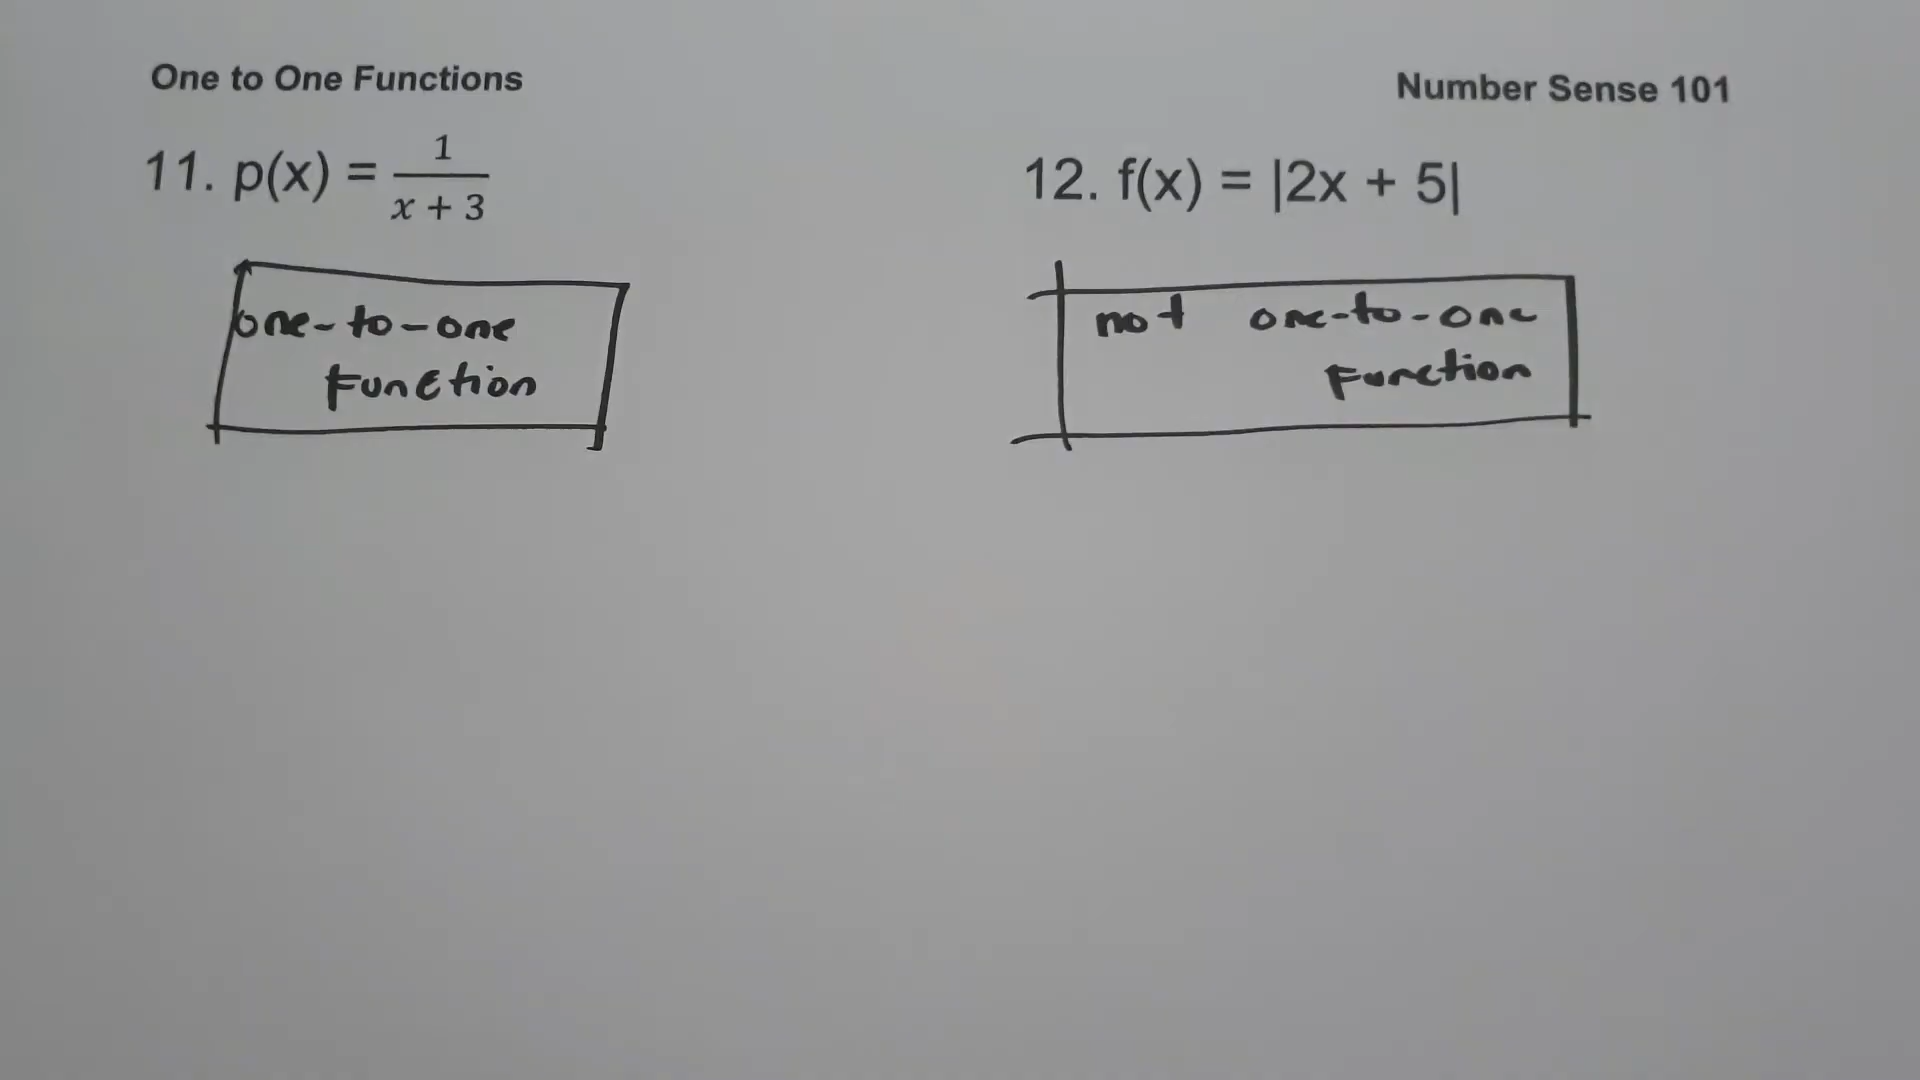 One to One Functions
Number Sense 101
11. p(x) = 1/(x + 3)
12. f(x) = |2x + 5|
one-to-one
Function
not one-to-one
Function